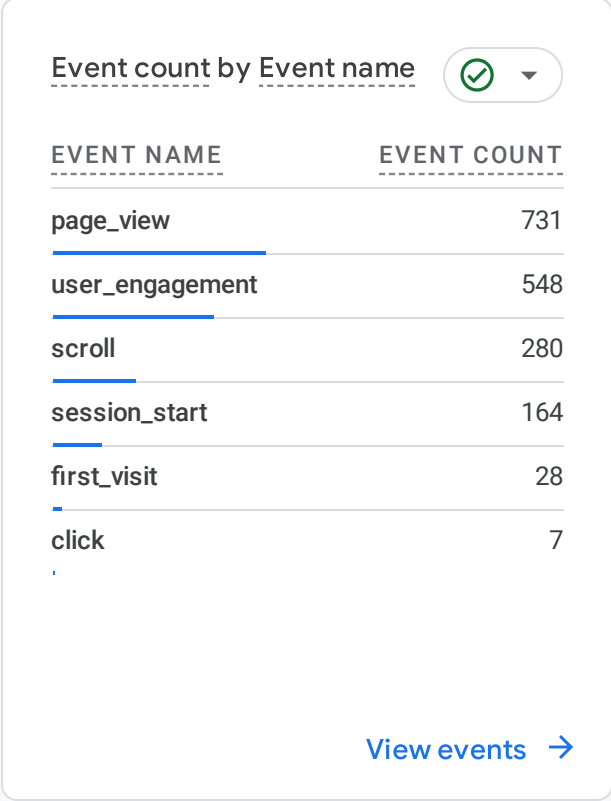 Event count by Event name
EVENT NAME EVENT COUNT
page_view 731
user_engagement 548
scroll 280
session_start 164
first_visit 28
click 7
View events